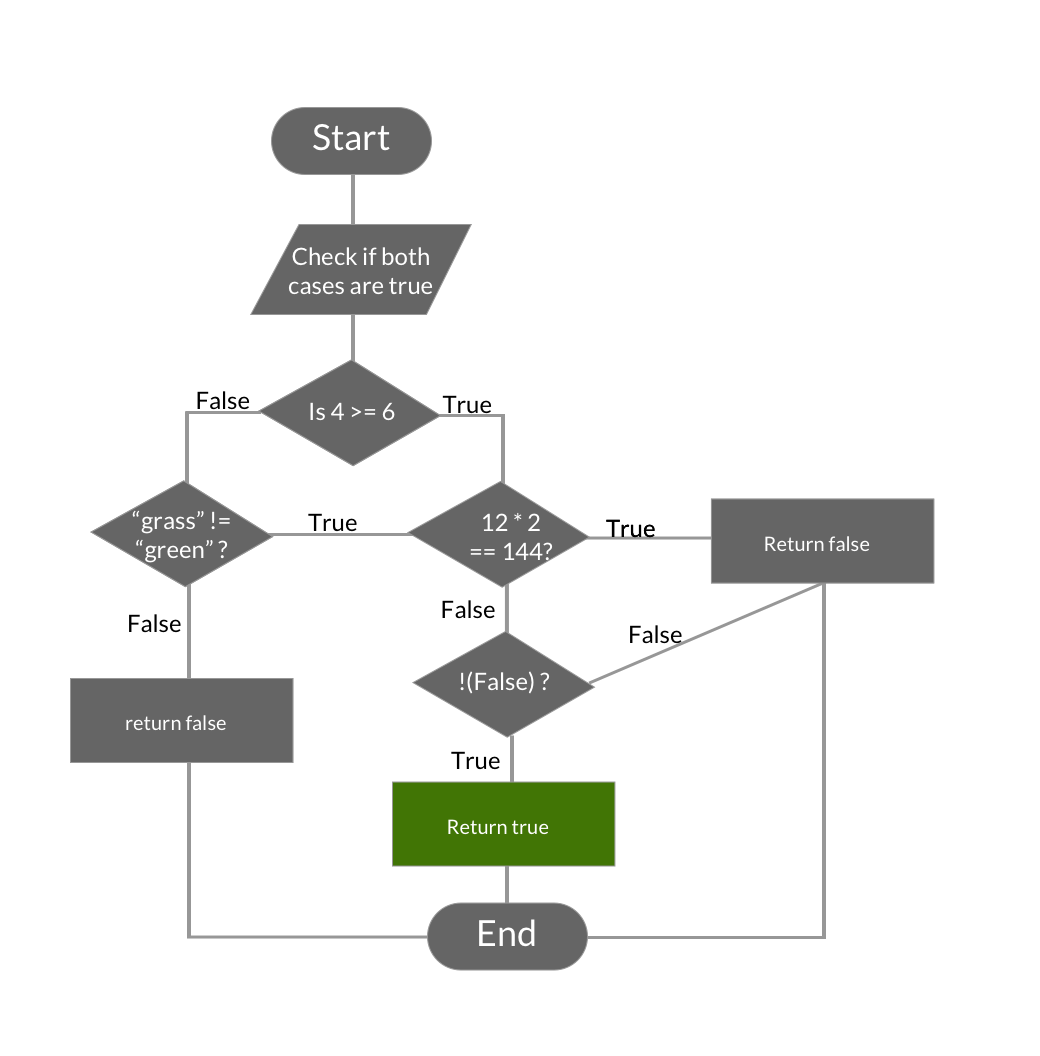 Start
Check if both
cases are true
False
Is 4 >= 6
True
“grass” !=
“green” ?
True
12 * 2
== 144?
True
Return false
False
False
False
!(False) ?
return false
True
Return true
End